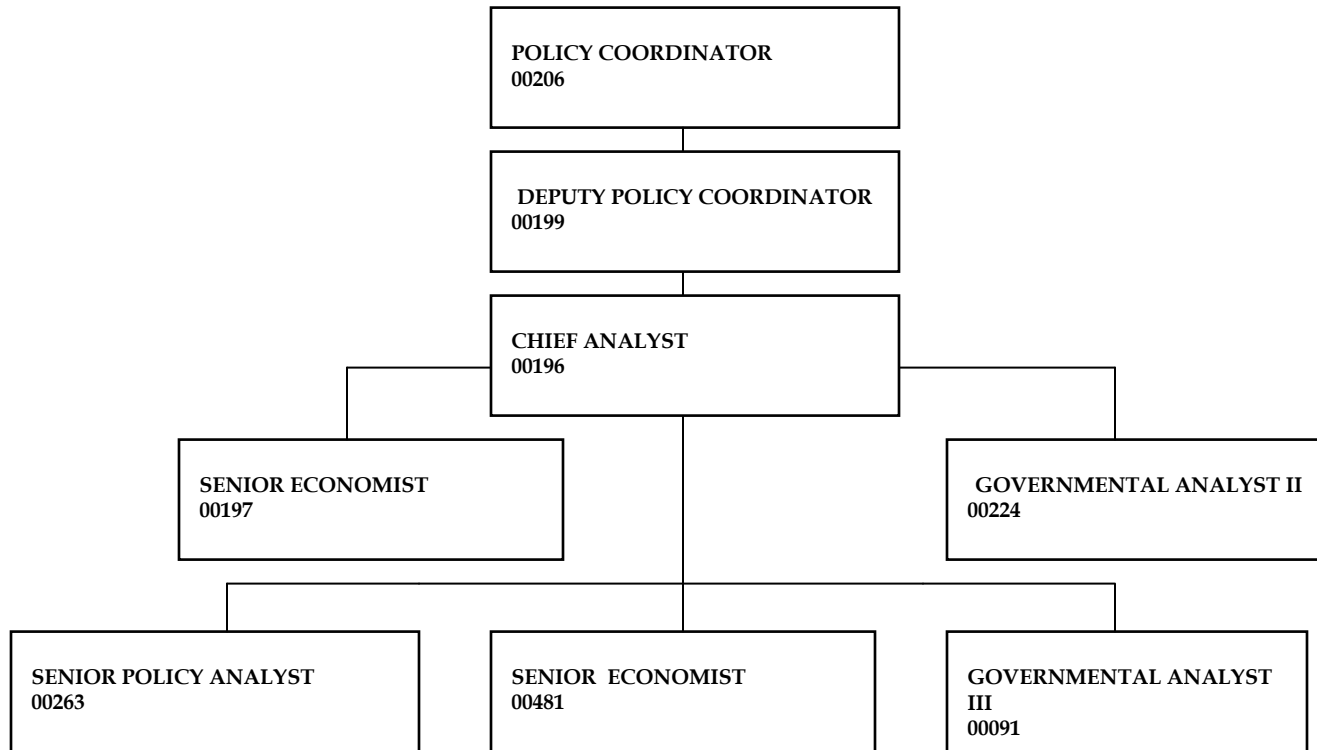 POLICY COORDINATOR
00206
DEPUTY POLICY COORDINATOR
00199
CHIEF ANALYST
00196
SENIOR ECONOMIST
00197
GOVERNMENTAL ANALYST II
00224
SENIOR POLICY ANALYST
00263
SENIOR ECONOMIST
00481
GOVERNMENTAL ANALYST
III
00091